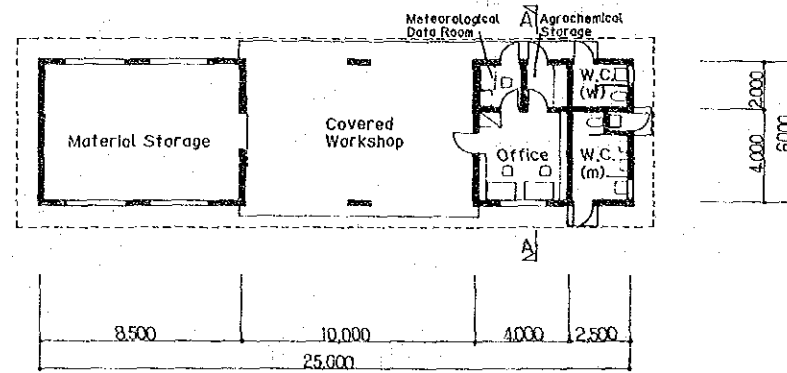 Meteorological
Data Room
A
Agrochemical
Storage
W.C.
(W)
Material Storage
Covered
Workshop
Office
W.C.
(m)
A
2,000
4,000
6,000
8,500
10,000
4,000
2,500
25,000